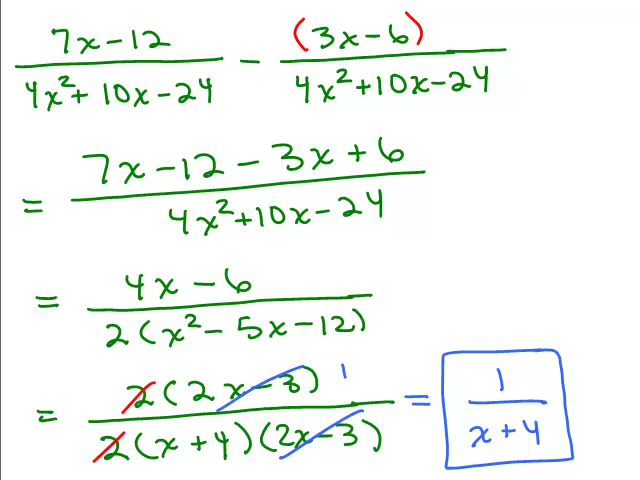 (7x-12)/(4x²+10x-24) - (3x-6)/(4x²+10x-24)
= (7x-12-3x+6)/(4x²+10x-24)
= (4x-6)/(2(x²-5x-12))
= (2(2x-3) 1)/(2(x+4)(2x-3)) = 1/(x+4)